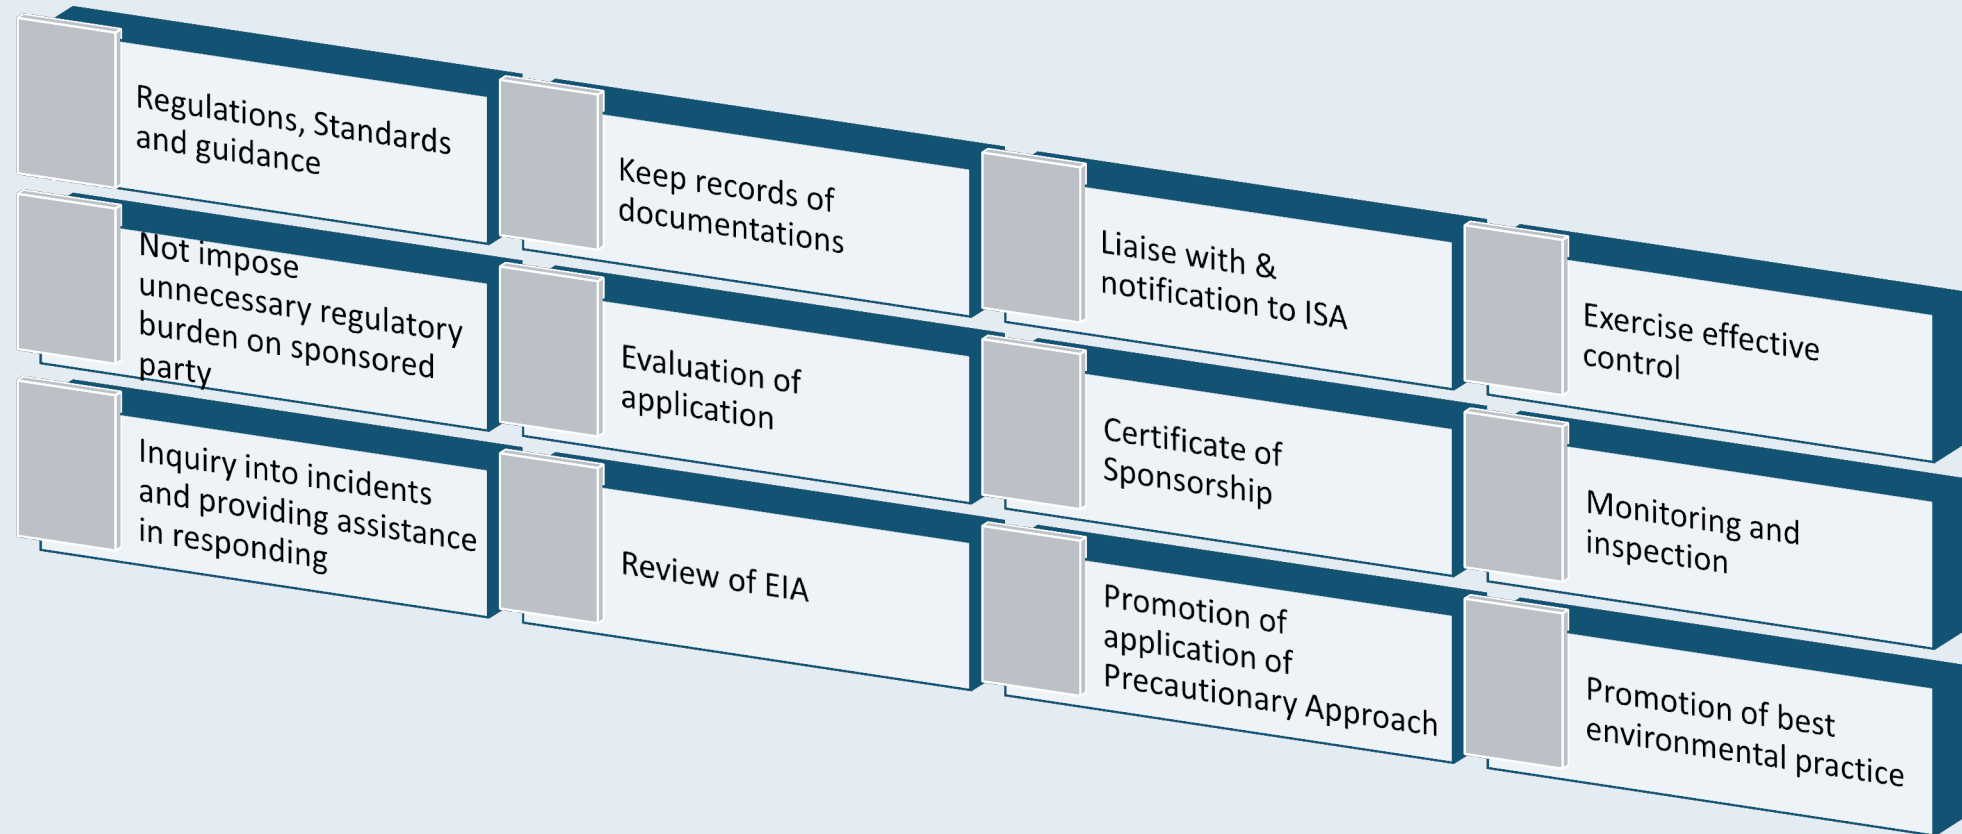 Regulations, Standards
and guidance
Keep records of
documentations
Liaise with &
notification to ISA
Exercise effective
control
Not impose
unnecessary regulatory
burden on sponsored
party
Evaluation of
application
Certificate of
Sponsorship
Monitoring and
inspection
Inquiry into incidents
and providing assistance
in responding
Review of EIA
Promotion of
application of
Precautionary Approach
Promotion of best
environmental practice